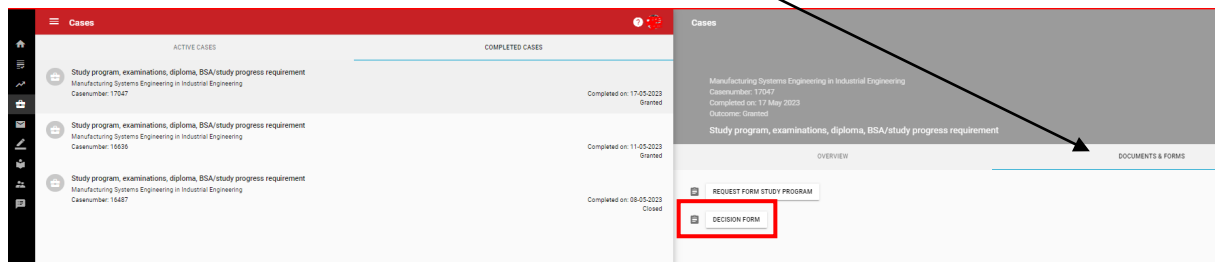 Cases
ACTIVE CASES
COMPLETED CASES
Study program, examinations, diploma, BSA/study progress requirement
Manufacturing Systems Engineering in Industrial Engineering
Casenumber: 17047
Completed on: 17-05-2023
Granted
Study program, examinations, diploma, BSA/study progress requirement
Manufacturing Systems Engineering in Industrial Engineering
Casenumber: 16636
Completed on: 11-05-2023
Granted
Study program, examinations, diploma, BSA/study progress requirement
Manufacturing Systems Engineering in Industrial Engineering
Casenumber: 16487
Completed on: 08-05-2023
Closed
Cases
Manufacturing Systems Engineering in Industrial Engineering
Casenumber: 17047
Completed on: 17 May 2023
Outcome: Granted
Study program, examinations, diploma, BSA/study progress requirement
OVERVIEW
DOCUMENTS & FORMS
REQUEST FORM STUDY PROGRAM
DECISION FORM